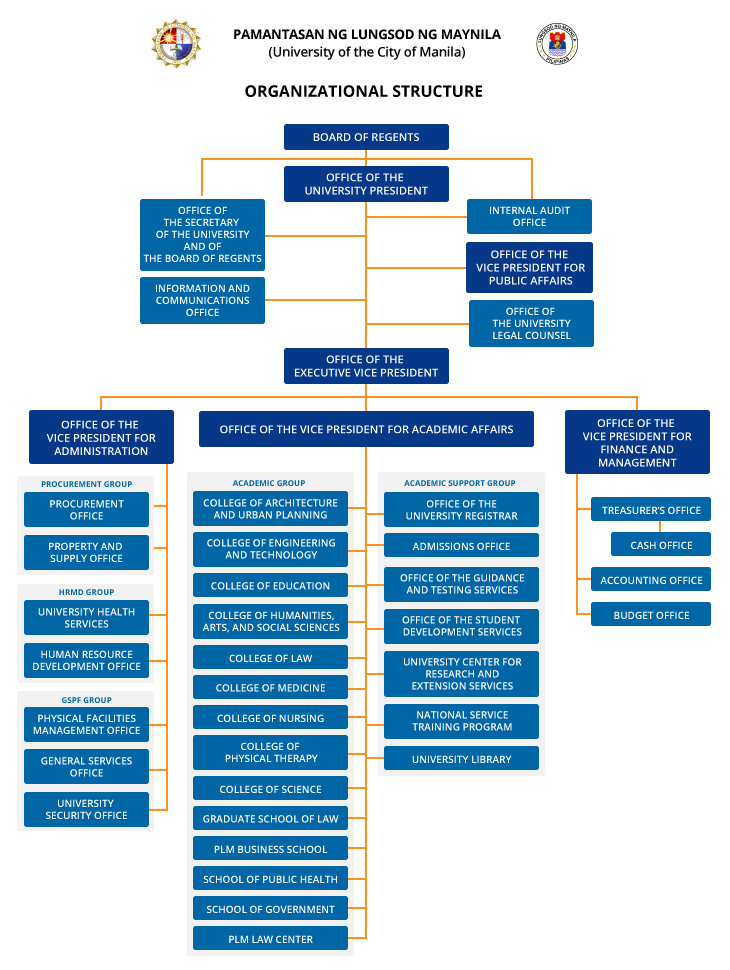 PAMANTASAN NG LUNGSOD NG MAYNILA
(University of the City of Manila)
LUNGSOD NG MAYNILA
PILIPINAS
ORGANIZATIONAL STRUCTURE
BOARD OF REGENTS
OFFICE OF THE
UNIVERSITY PRESIDENT
OFFICE OF
THE SECRETARY
OF THE UNIVERSITY
AND OF
THE BOARD OF REGENTS
INTERNAL AUDIT
OFFICE
OFFICE OF THE
VICE PRESIDENT FOR
PUBLIC AFFAIRS
INFORMATION AND
COMMUNICATIONS
OFFICE
OFFICE OF
THE UNIVERSITY
LEGAL COUNSEL
OFFICE OF THE
EXECUTIVE VICE PRESIDENT
OFFICE OF THE
VICE PRESIDENT FOR
ADMINISTRATION
PROCUREMENT GROUP
PROCUREMENT
OFFICE
PROPERTY AND
SUPPLY OFFICE
HRMD GROUP
UNIVERSITY HEALTH
SERVICES
HUMAN RESOURCE
DEVELOPMENT OFFICE
GSPF GROUP
PHYSICAL FACILITIES
MANAGEMENT OFFICE
GENERAL SERVICES
OFFICE
UNIVERSITY
SECURITY OFFICE
OFFICE OF THE VICE PRESIDENT FOR ACADEMIC AFFAIRS
ACADEMIC GROUP
COLLEGE OF ARCHITECTURE
AND URBAN PLANNING
COLLEGE OF ENGINEERING
AND TECHNOLOGY
COLLEGE OF EDUCATION
COLLEGE OF HUMANITIES,
ARTS, AND SOCIAL SCIENCES
COLLEGE OF LAW
COLLEGE OF MEDICINE
COLLEGE OF NURSING
COLLEGE OF
PHYSICAL THERAPY
COLLEGE OF SCIENCE
GRADUATE SCHOOL OF LAW
PLM BUSINESS SCHOOL
SCHOOL OF PUBLIC HEALTH
SCHOOL OF GOVERNMENT
PLM LAW CENTER
ACADEMIC SUPPORT GROUP
OFFICE OF THE
UNIVERSITY REGISTRAR
ADMISSIONS OFFICE
OFFICE OF THE GUIDANCE
AND TESTING SERVICES
OFFICE OF THE STUDENT
DEVELOPMENT SERVICES
UNIVERSITY CENTER FOR
RESEARCH AND
EXTENSION SERVICES
NATIONAL SERVICE
TRAINING PROGRAM
UNIVERSITY LIBRARY
OFFICE OF THE
VICE PRESIDENT FOR
FINANCE AND
MANAGEMENT
TREASURER'S OFFICE
CASH OFFICE
ACCOUNTING OFFICE
BUDGET OFFICE